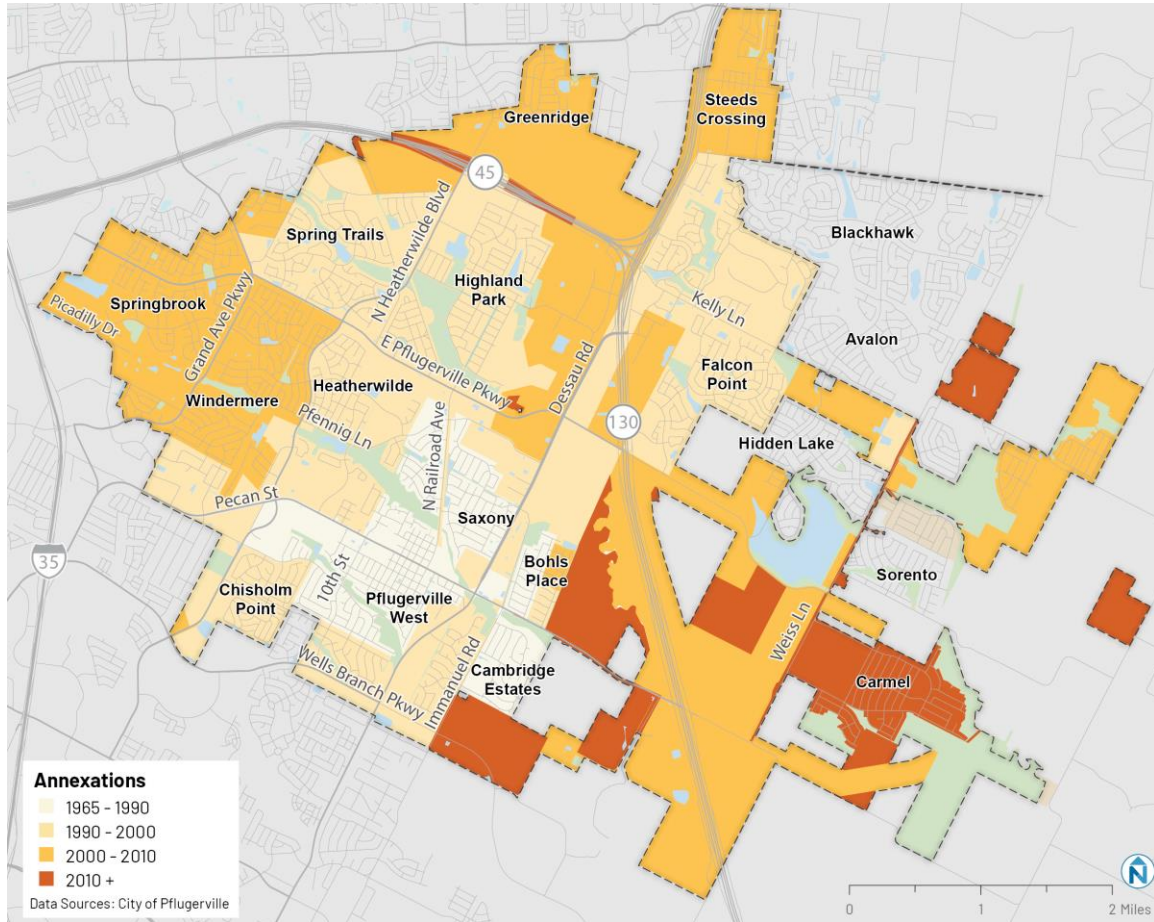 Steeds
Crossing
Greenridge
45
Blackhawk
Spring Trails
N Heatherwilde Blvd
Highland
Park
Springbrook
Picadilly Dr
Grand Ave Pkwy
Kelly Ln
Avalon
E Pflugerville Pkwy
Dessau Rd
Falcon
Point
Heatherwilde
Windermere
130
Pfennig Ln
N Railroad Ave
Hidden Lake
Pecan St
Saxony
35
Bohls
Place
Sorento
10th St
Chisholm
Point
Pflugerville
West
Weiss Ln
Wells Branch Pkwy
Immanuel Rd
Cambridge
Estates
Carmel
Annexations
1965 - 1990
1990 - 2000
2000 - 2010
2010 +
Data Sources: City of Pflugerville
N
0 1 2 Miles